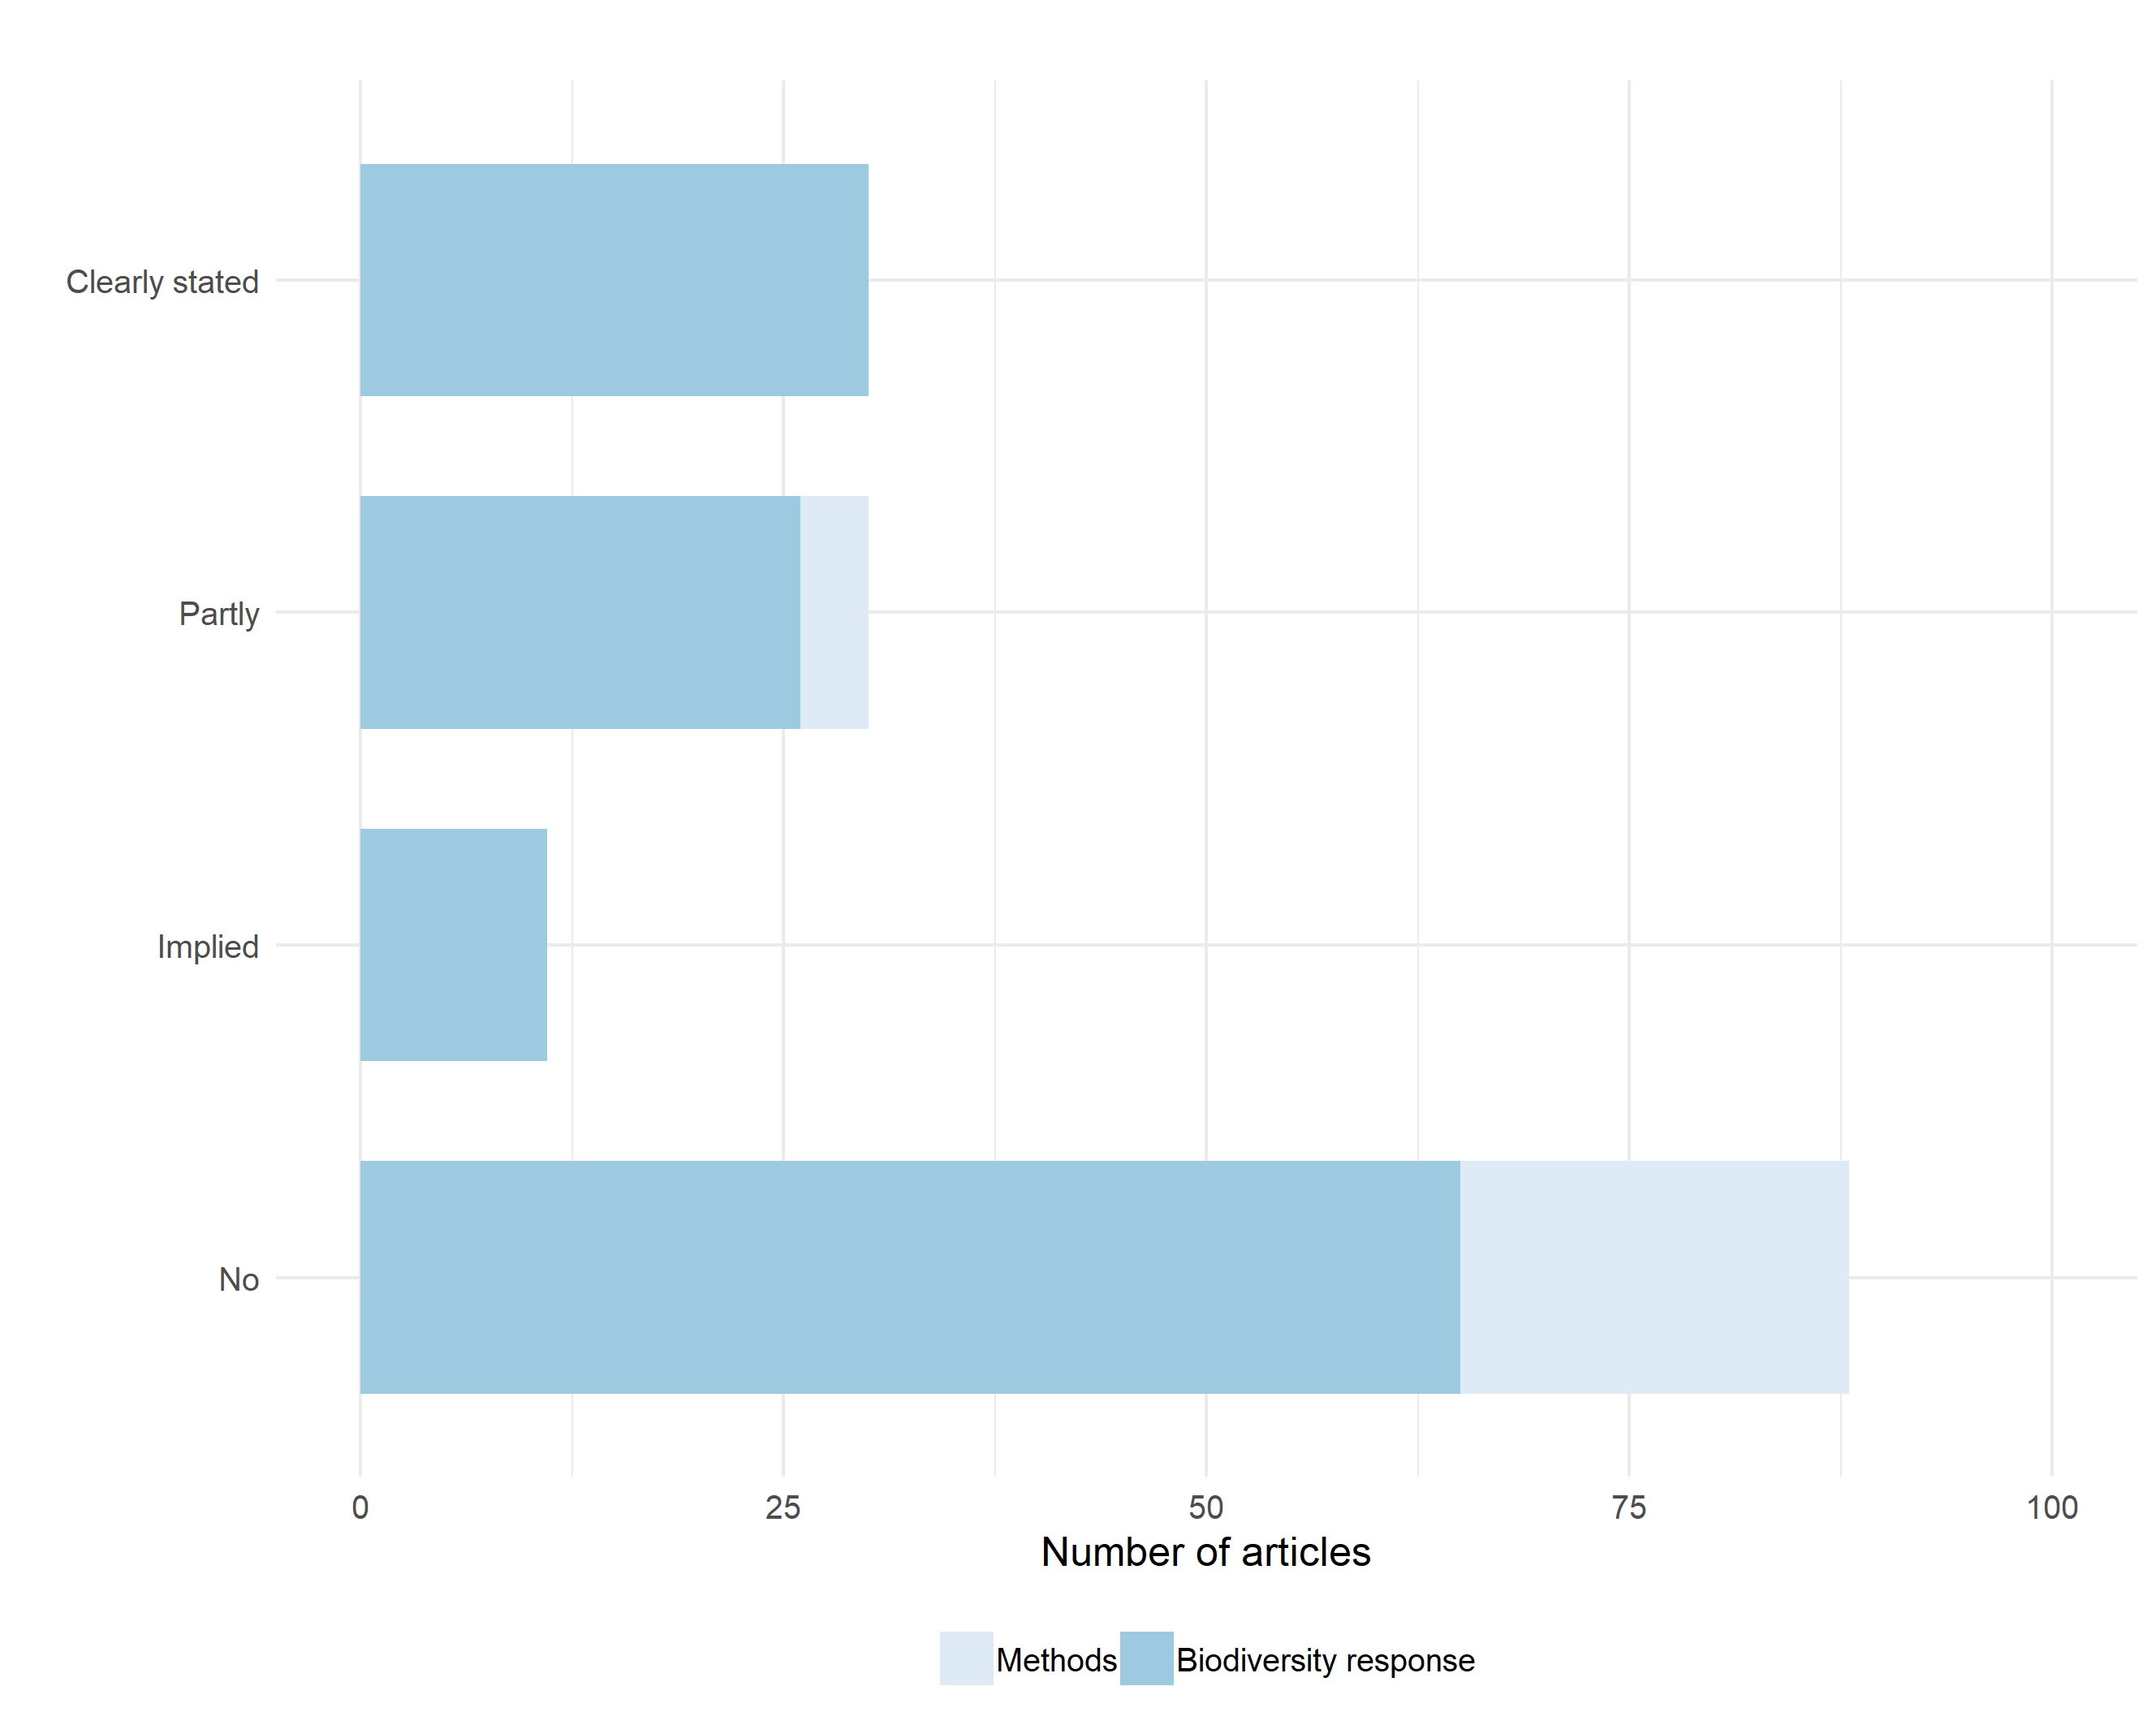 Clearly stated
Partly
Implied
No
0 25 50 75 100
Number of articles
Methods Biodiversity response